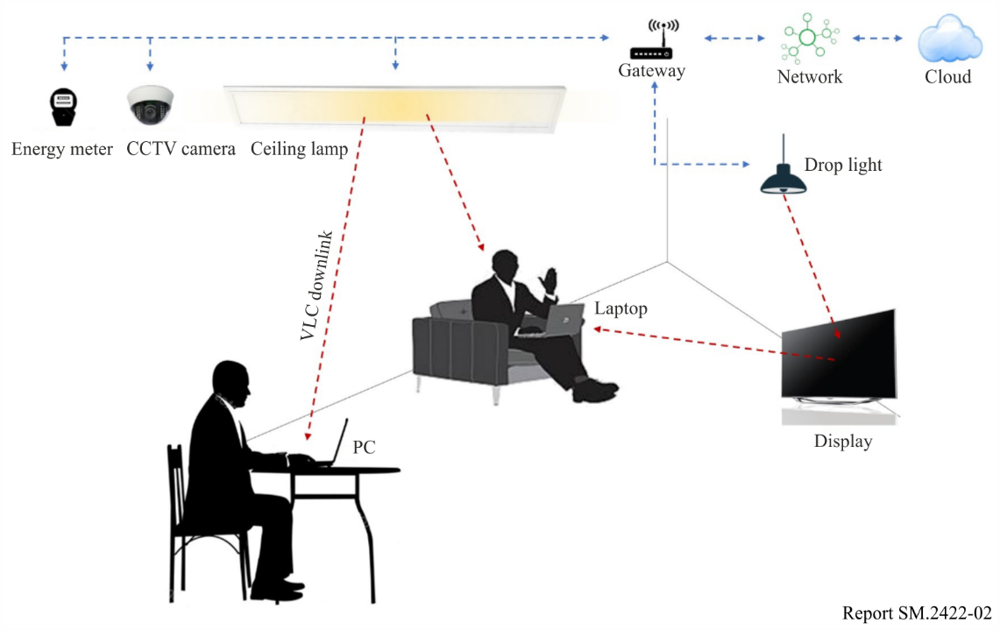 Gateway
Network
Cloud
Energy meter
CCTV camera
Ceiling lamp
Drop light
VLC downlink
Laptop
PC
Display
Report SM.2422-02